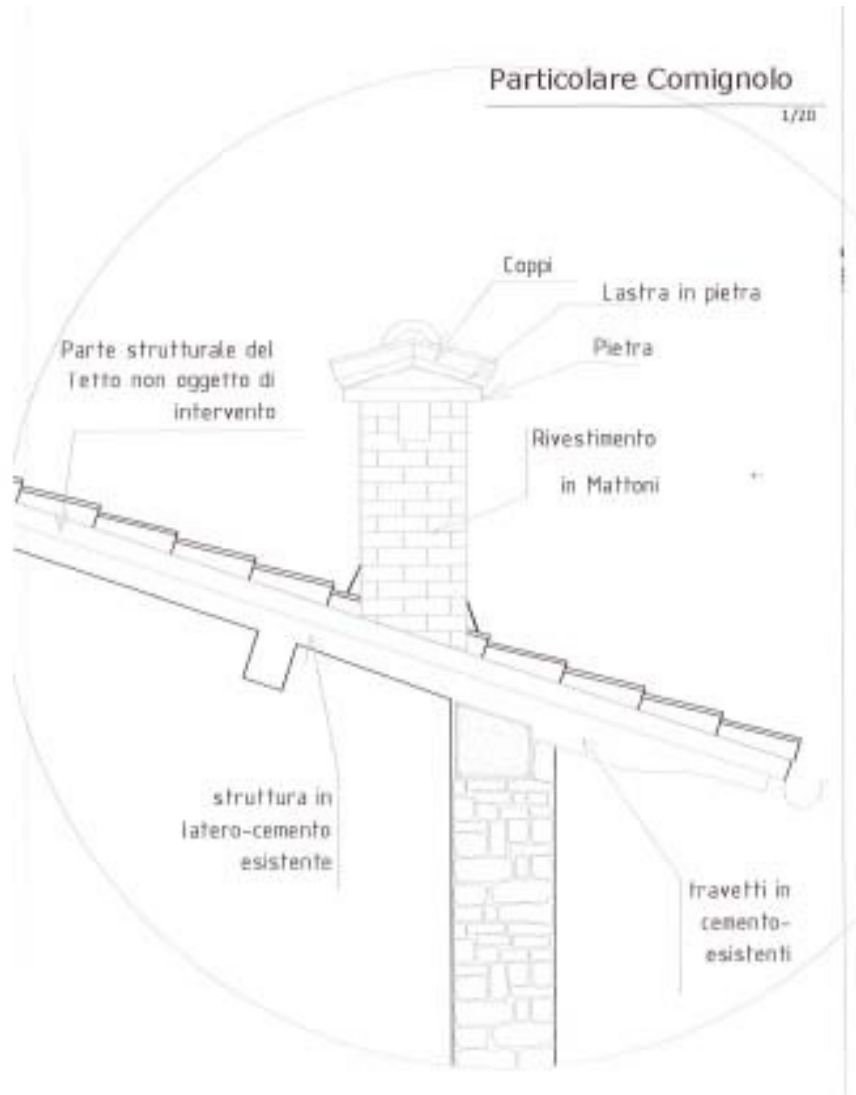 Particolare Comignolo
1/20
Coppi
Lastra in pietra
Pietra
Parte strutturale del
Tetto non oggetto di
intervento
Rivestimento
in Mattoni
struttura in
latero-cemento
esistente
travetti in
cemento-
esistenti